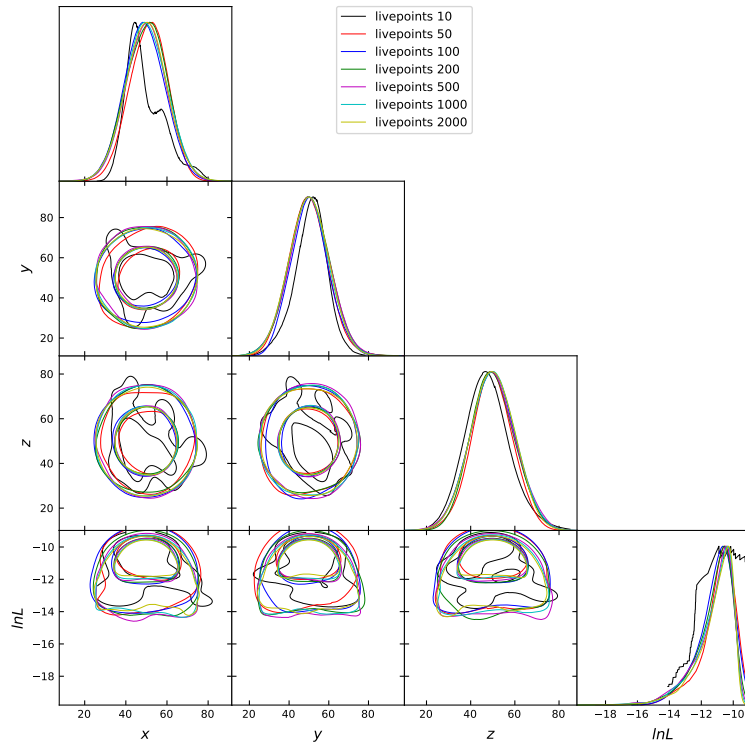 livepoints 10
livepoints 50
livepoints 100
livepoints 200
livepoints 500
livepoints 1000
livepoints 2000
80
60
40
20
y
80
60
40
20
z
−10
−12
−14
−16
−18
lnL
20 40 60 80
x
20 40 60 80
y
20 40 60 80
z
−18 −16 −14 −12 −10
lnL